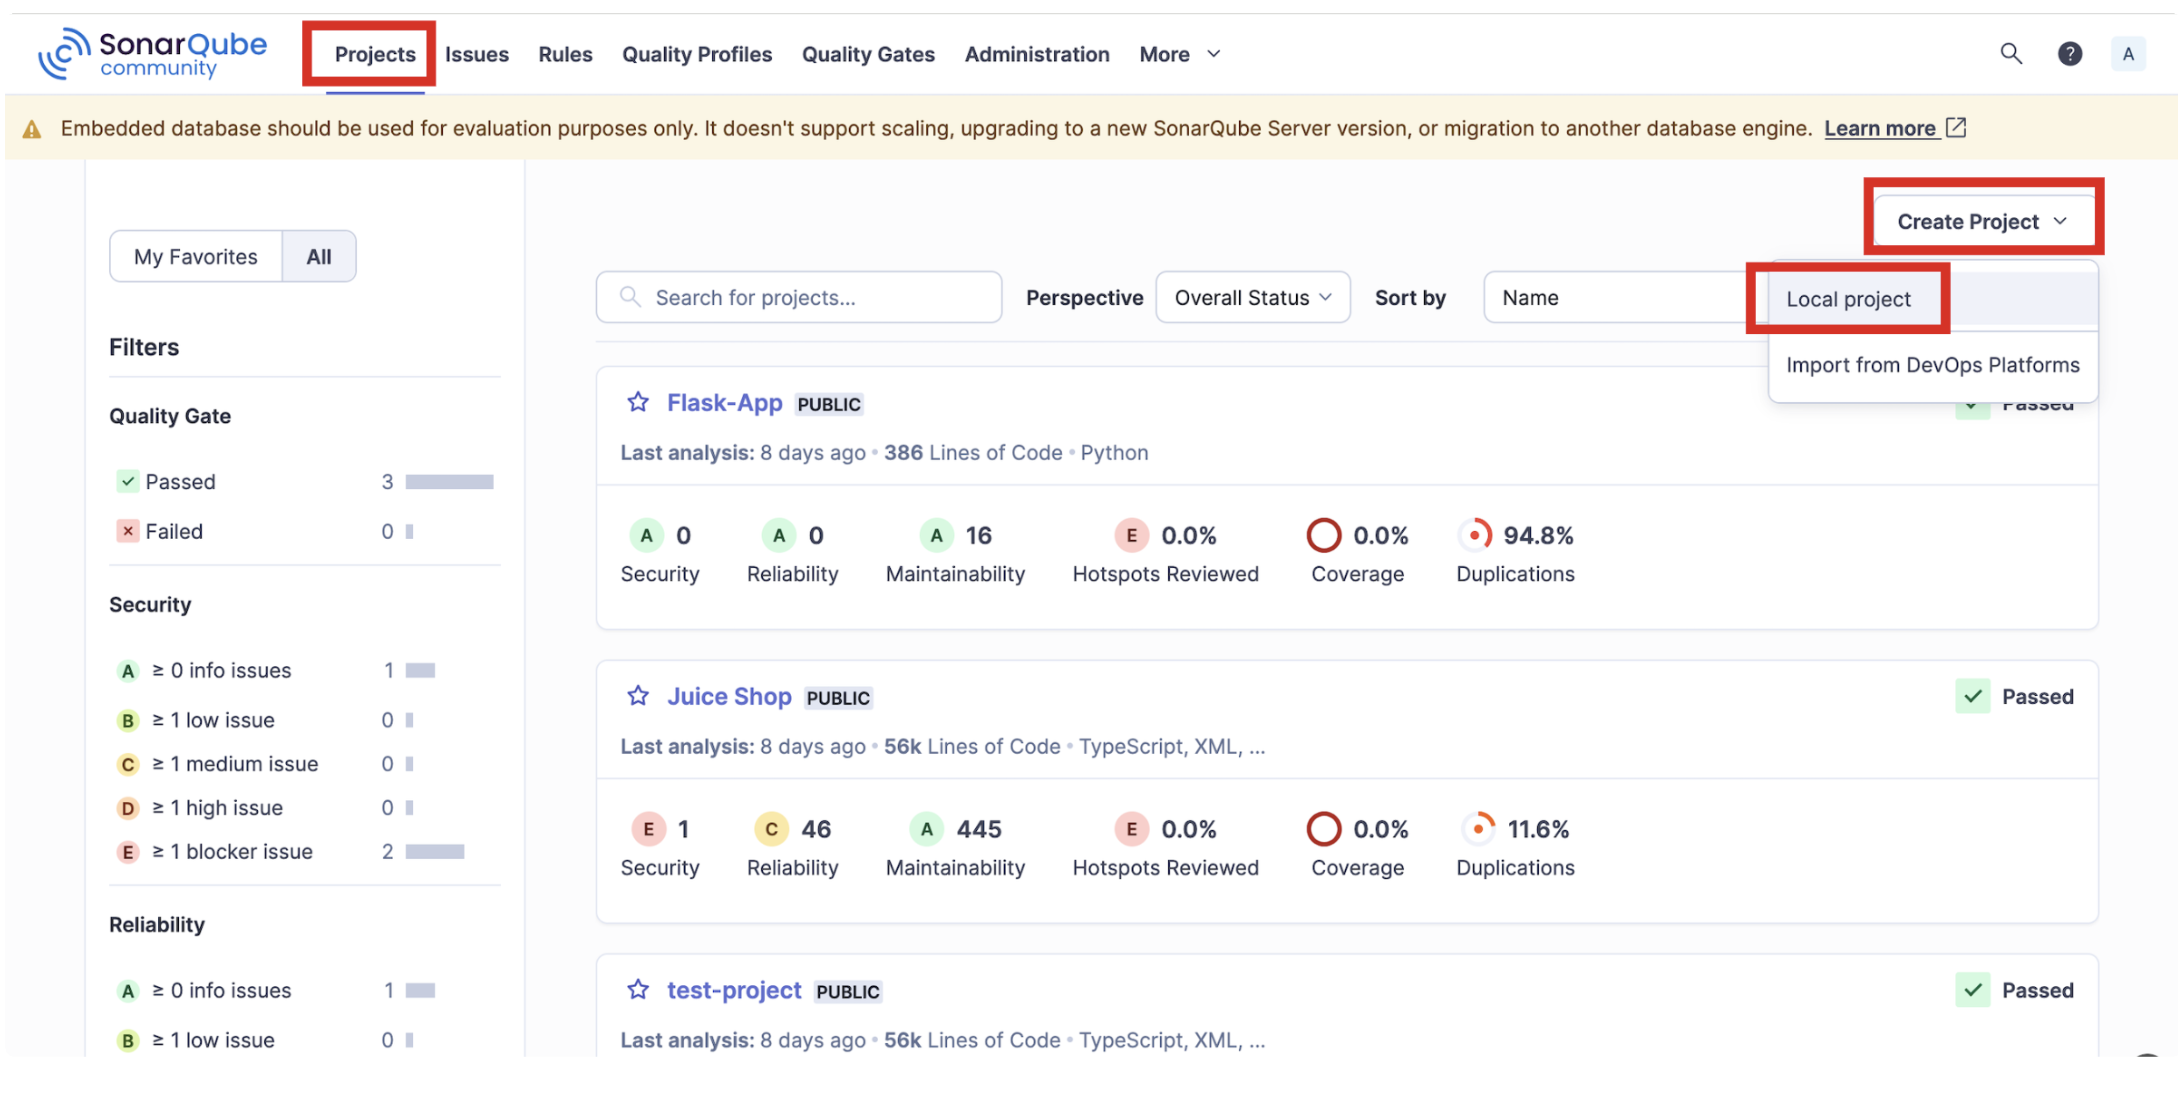 SonarQube community
Projects Issues Rules Quality Profiles Quality Gates Administration More ? A
Embedded database should be used for evaluation purposes only. It doesn't support scaling, upgrading to a new SonarQube Server version, or migration to another database engine. Learn more
Create Project
My Favorites All
Search for projects... Perspective Overall Status Sort by Name
Local project
Import from DevOps Platforms
Filters
Quality Gate
Passed 3
Failed 0
Security
A ≥ 0 info issues 1
B ≥ 1 low issue 0
C ≥ 1 medium issue 0
D ≥ 1 high issue 0
E ≥ 1 blocker issue 2
Reliability
A ≥ 0 info issues 1
B ≥ 1 low issue 0
Flask-App PUBLIC Passed
Last analysis: 8 days ago • 386 Lines of Code • Python
A 0 A 0 A 16 E 0.0% 0.0% 94.8%
Security Reliability Maintainability Hotspots Reviewed Coverage Duplications
Juice Shop PUBLIC Passed
Last analysis: 8 days ago • 56k Lines of Code • TypeScript, XML, ...
E 1 C 46 A 445 E 0.0% 0.0% 11.6%
Security Reliability Maintainability Hotspots Reviewed Coverage Duplications
test-project PUBLIC Passed
Last analysis: 8 days ago • 56k Lines of Code • TypeScript, XML, ...